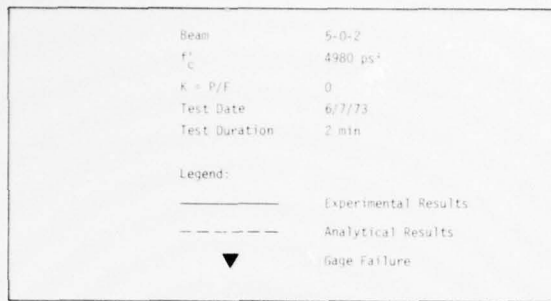 Beam 5-0-2
f'c 4980 psi
K = P/F 0
Test Date 6/7/73
Test Duration 2 min
Legend:
Experimental Results
Analytical Results
Gage Failure